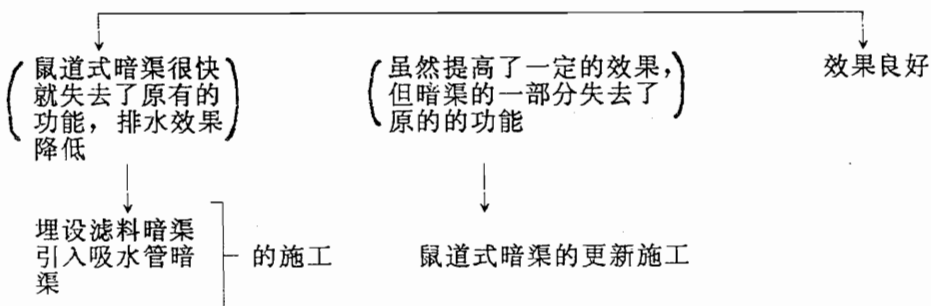 鼠道式暗渠很快
就失去了原有的
功能，排水效果
降低
虽然提高了一定的效果，
但暗渠的一部分失去了
原的的功能
效果良好
埋设滤料暗渠
引入吸水管暗
渠
的施工
鼠道式暗渠的更新施工